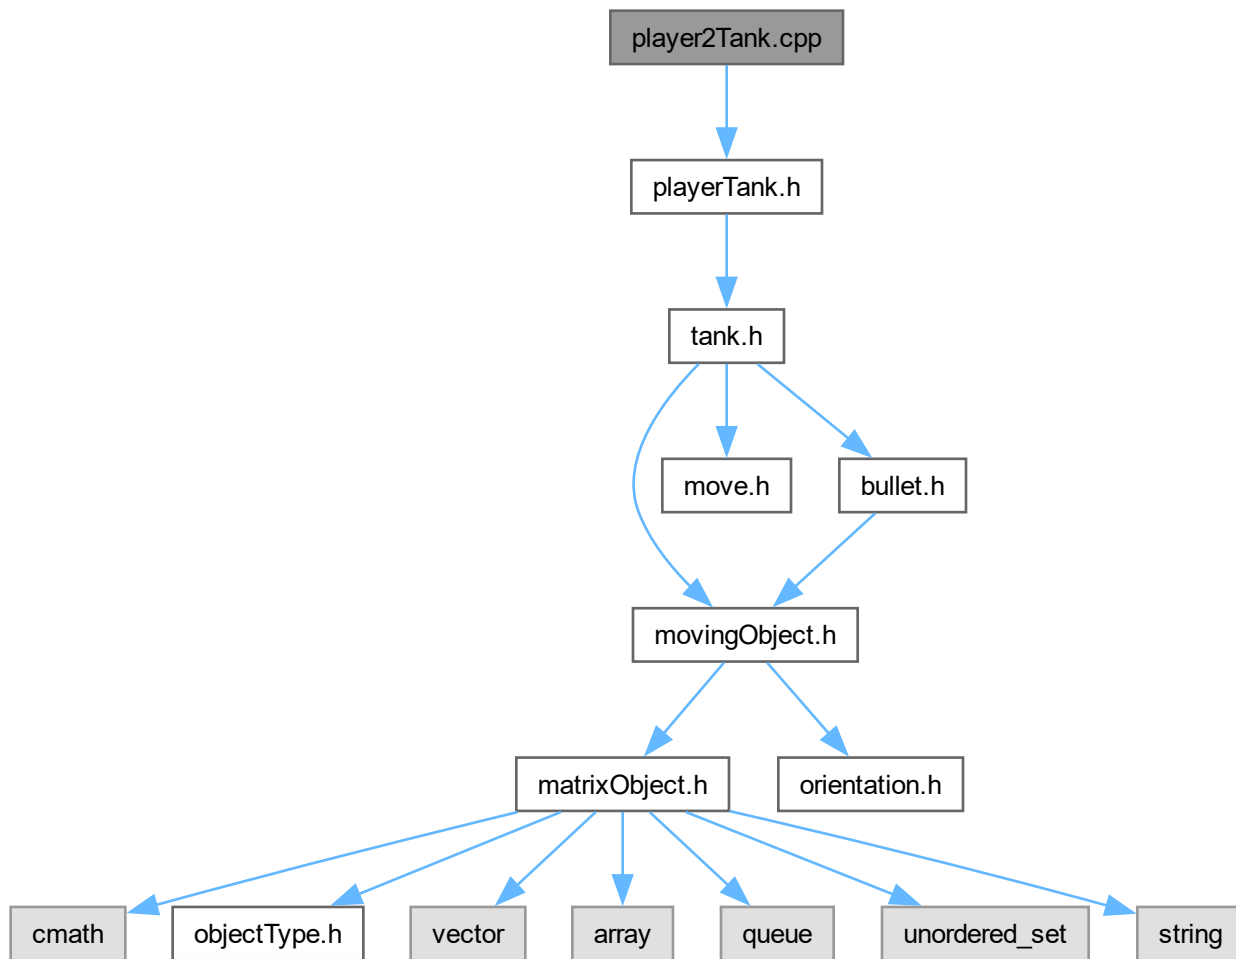 player2Tank.cpp
playerTank.h
tank.h
move.h
bullet.h
movingObject.h
matrixObject.h
orientation.h
cmath
objectType.h
vector
array
queue
unordered_set
string